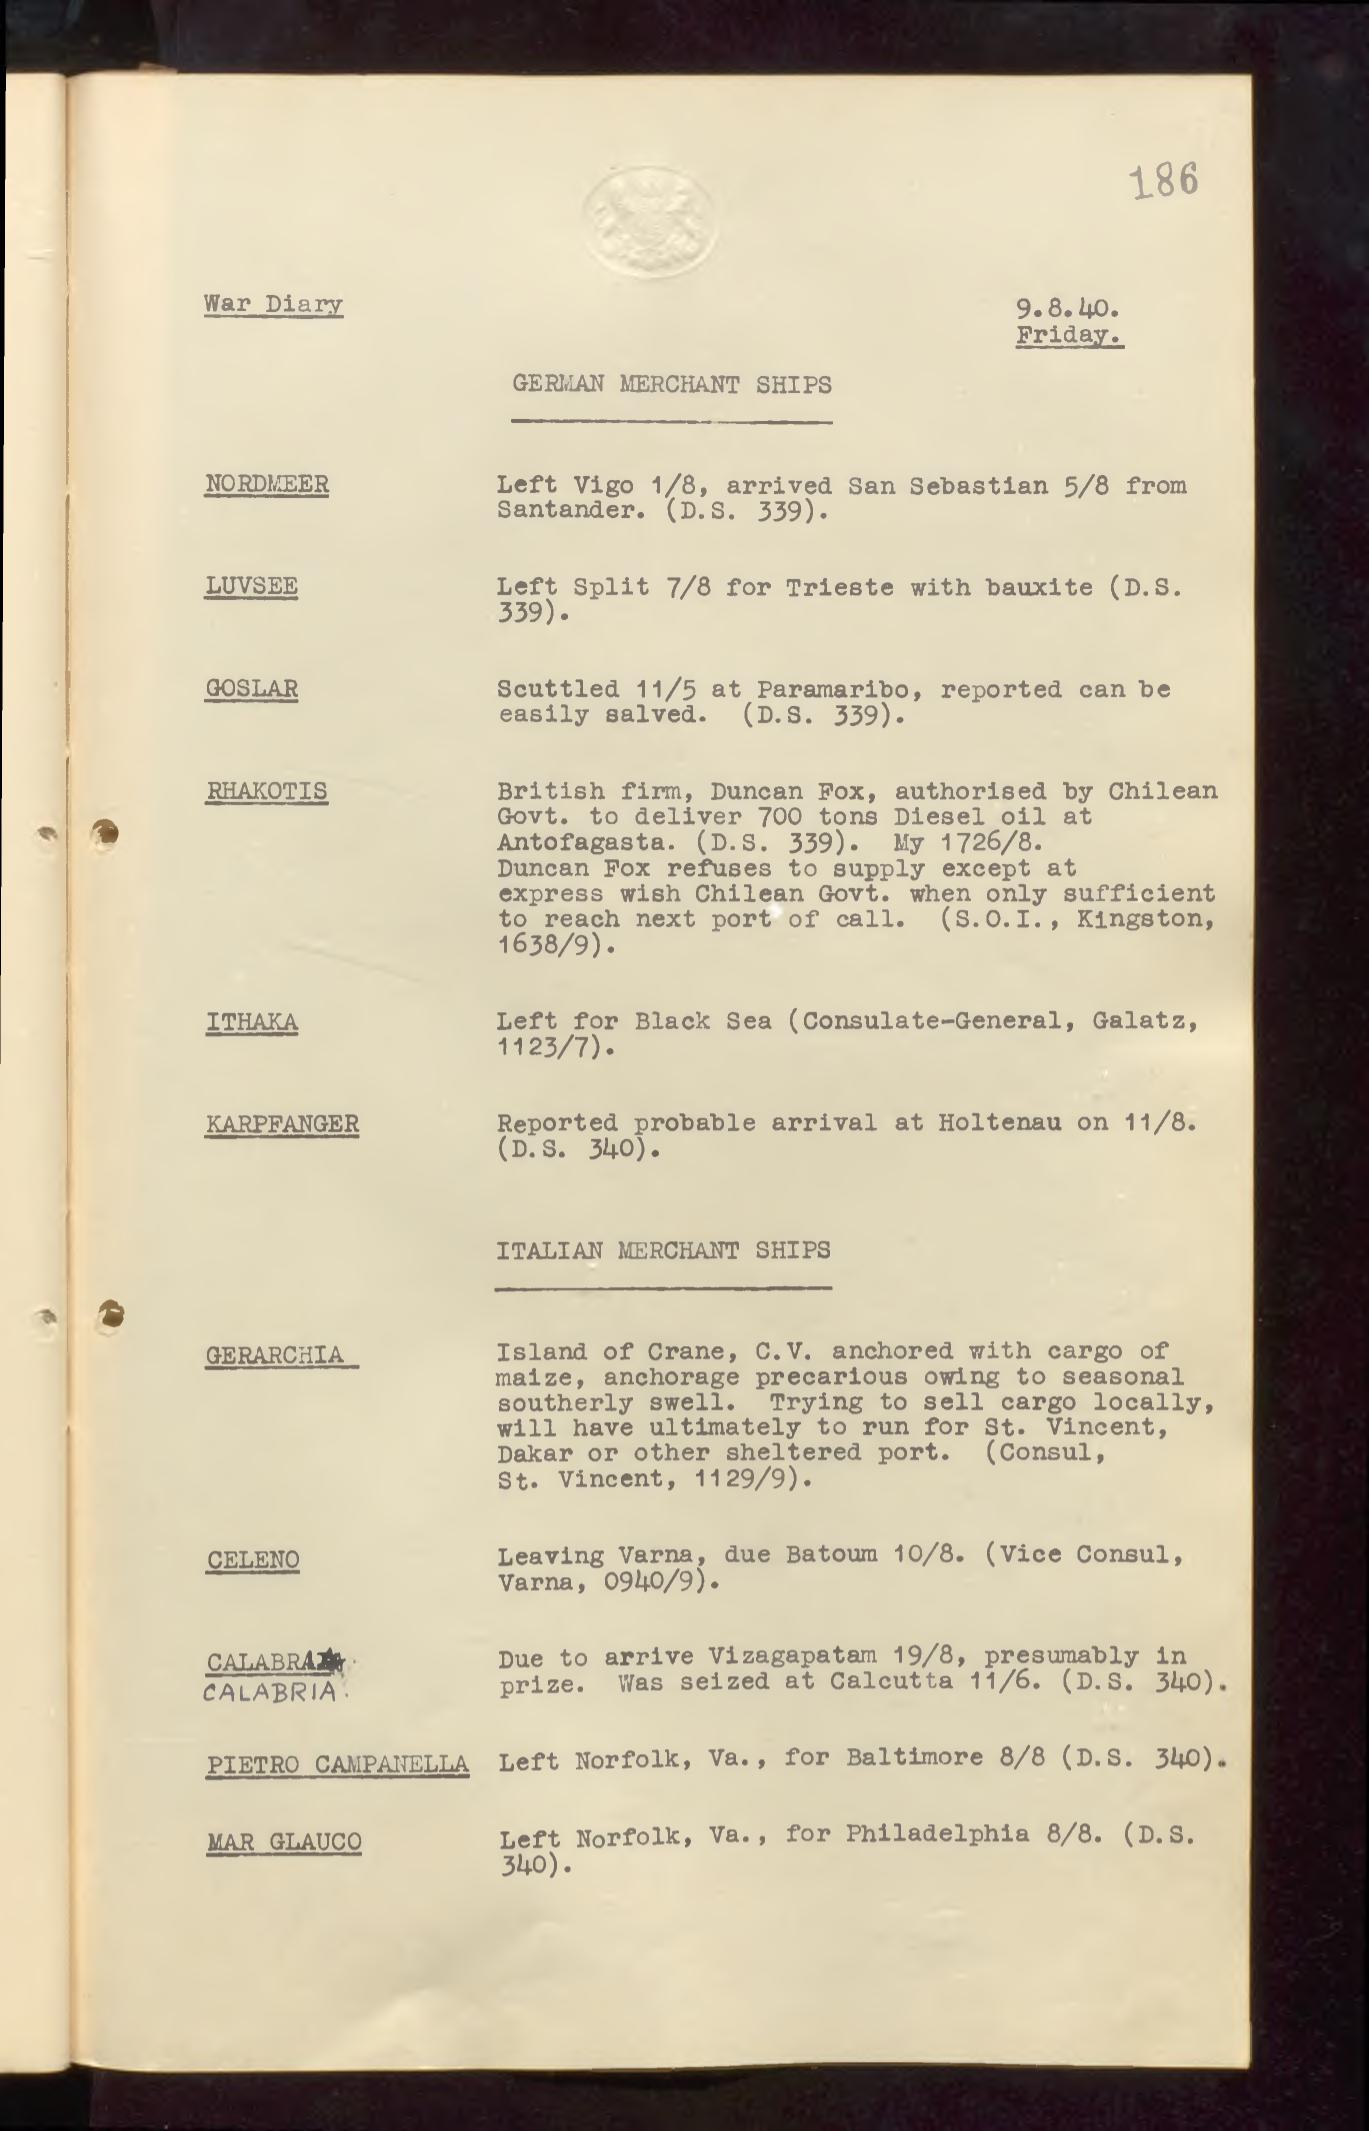 186
War Diary
9.8.40.
Friday.
GERMAN MERCHANT SHIPS
NORDMEER
Left Vigo 1/8, arrived San Sebastian 5/8 from
Santander. (D.S. 339).
LUVSEE
Left Split 7/8 for Trieste with bauxite (D.S.
339).
GOSLAR
Scuttled 11/5 at Paramaribo, reported can be
easily salved. (D.S. 339).
RHAKOTIS
British firm, Duncan Fox, authorised by Chilean
Govt. to deliver 700 tons Diesel oil at
Antofagasta. (D.S. 339). My 1726/8.
Duncan Fox refuses to supply except at
express wish Chilean Govt. when only sufficient
to reach next port of call. (S.O.I., Kingston,
1638/9).
ITHAKA
Left for Black Sea (Consulate-General, Galatz,
1123/7).
KARPFANGER
Reported probable arrival at Holtenau on 11/8.
(D.S. 340).
ITALIAN MERCHANT SHIPS
GERARCHIA
Island of Crane, C.V. anchored with cargo of
maize, anchorage precarious owing to seasonal
southerly swell. Trying to sell cargo locally,
will have ultimately to run for St. Vincent,
Dakar or other sheltered port. (Consul,
St. Vincent, 1129/9).
CELENO
Leaving Varna, due Batoum 10/8. (Vice Consul,
Varna, 0940/9).
CALABRIA.
Due to arrive Vizagapatam 19/8, presumably in
prize. Was seized at Calcutta 11/6. (D.S. 340).
PIETRO CAMPANELLA
Left Norfolk, Va., for Baltimore 8/8 (D.S. 340).
MAR GLAUCO
Left Norfolk, Va., for Philadelphia 8/8. (D.S.
340).